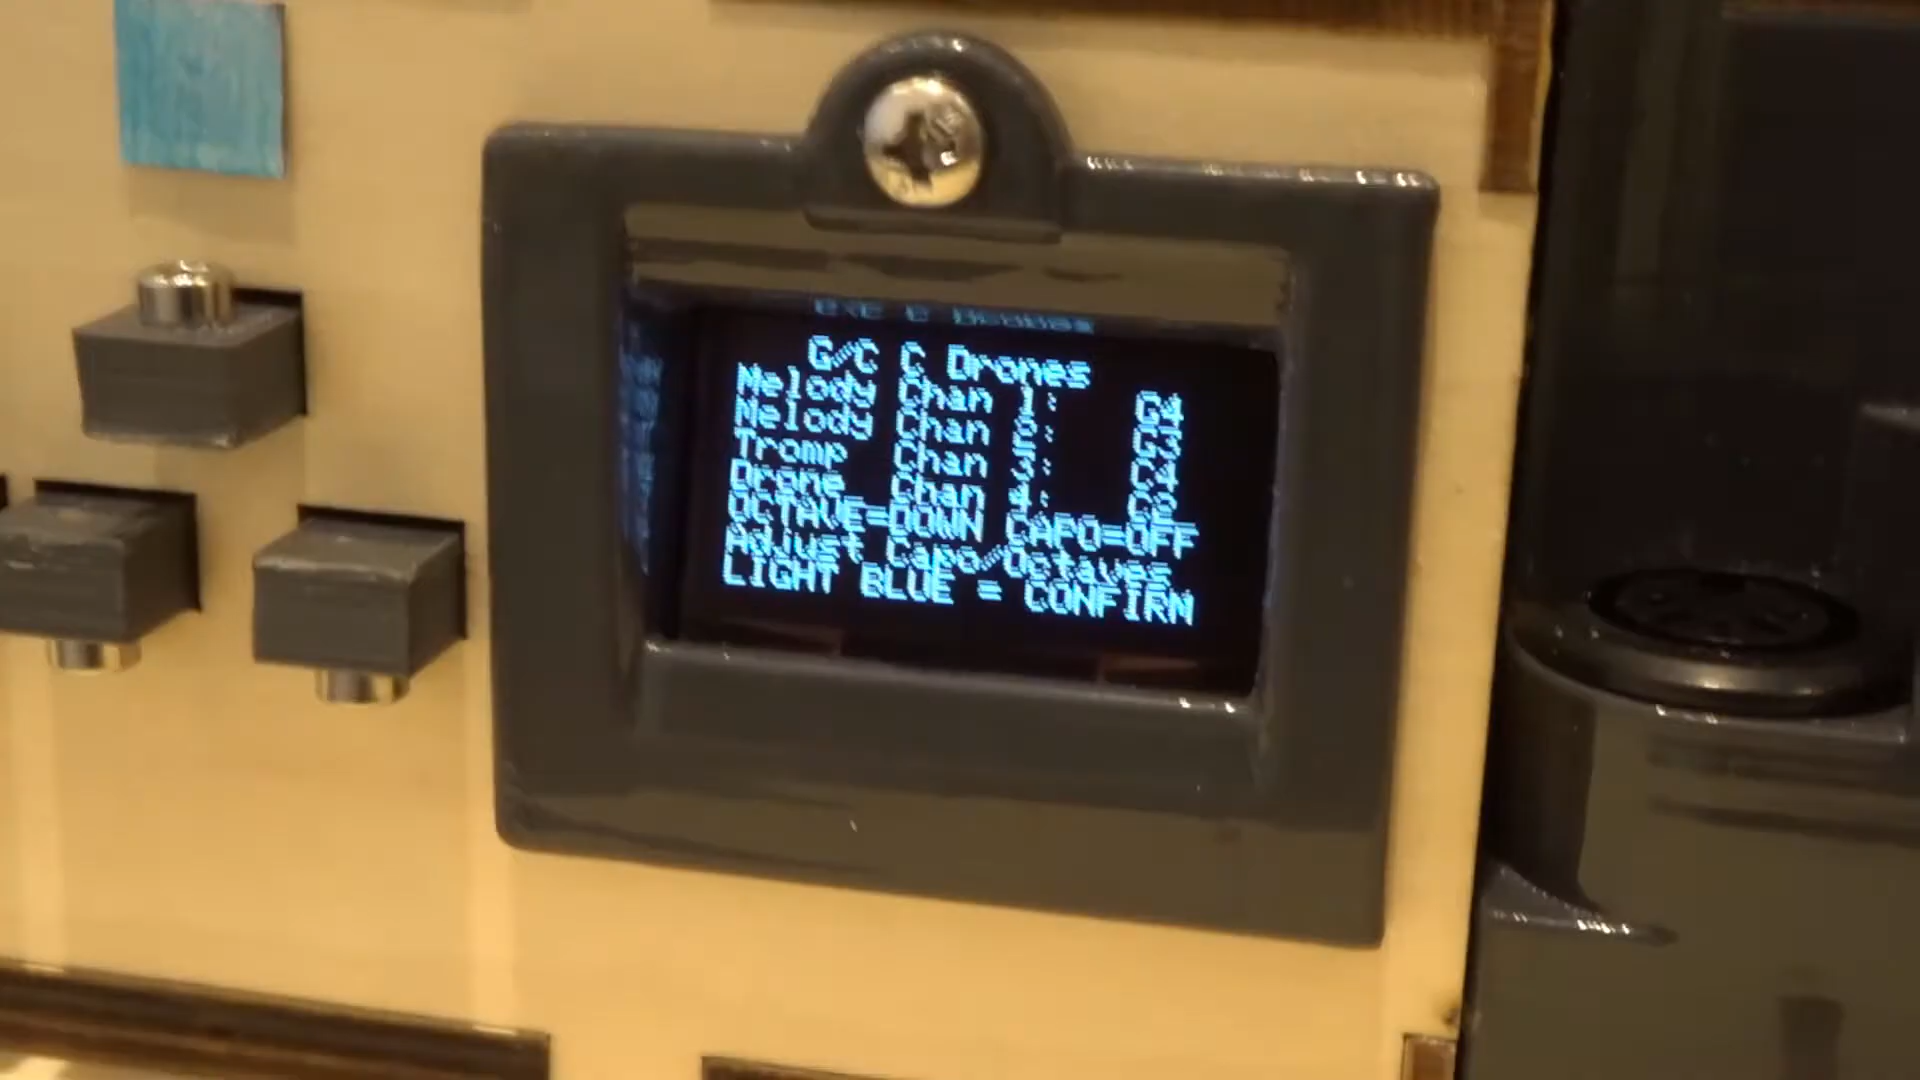 G/C C Drones
Melody Chan 1: G4
Melody Chan 2: G3
Tromp Chan 3: C4
Drone Chan 4: C2
OCTAVE=DOWN CAPO=OFF
Adjust Capo/Octaves
LIGHT BLUE = CONFIRM